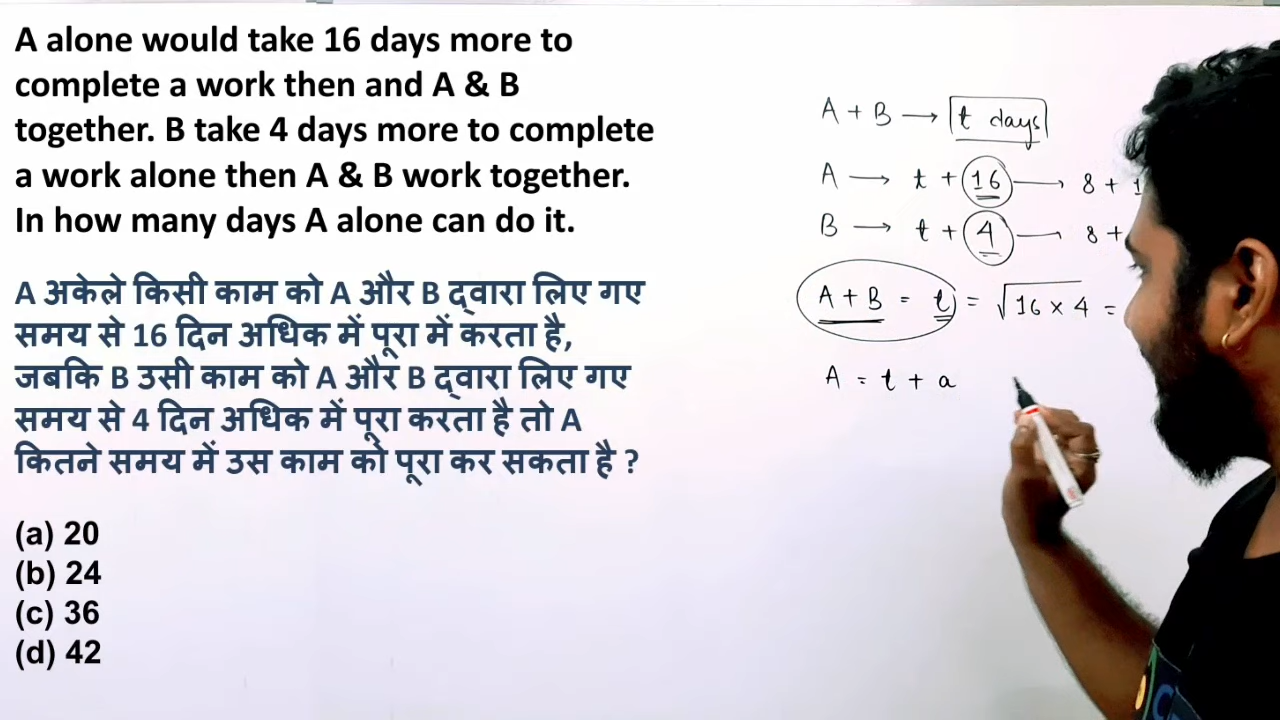 A alone would take 16 days more to
complete a work then and A & B
together. B take 4 days more to complete
a work alone then A & B work together.
In how many days A alone can do it.
A अकेले किसी काम को A और B द्वारा लिए गए
समय से 16 दिन अधिक में पूरा में करता है,
जबकि B उसी काम को A और B द्वारा लिए गए
समय से 4 दिन अधिक में पूरा करता है तो A
कितने समय में उस काम को पूरा कर सकता है ?
(a) 20
(b) 24
(c) 36
(d) 42
A + B → t days
A → t + 16 → 8 + 1
B → t + 4 → 8 +
A + B = t = √16 × 4 =
A = t + a